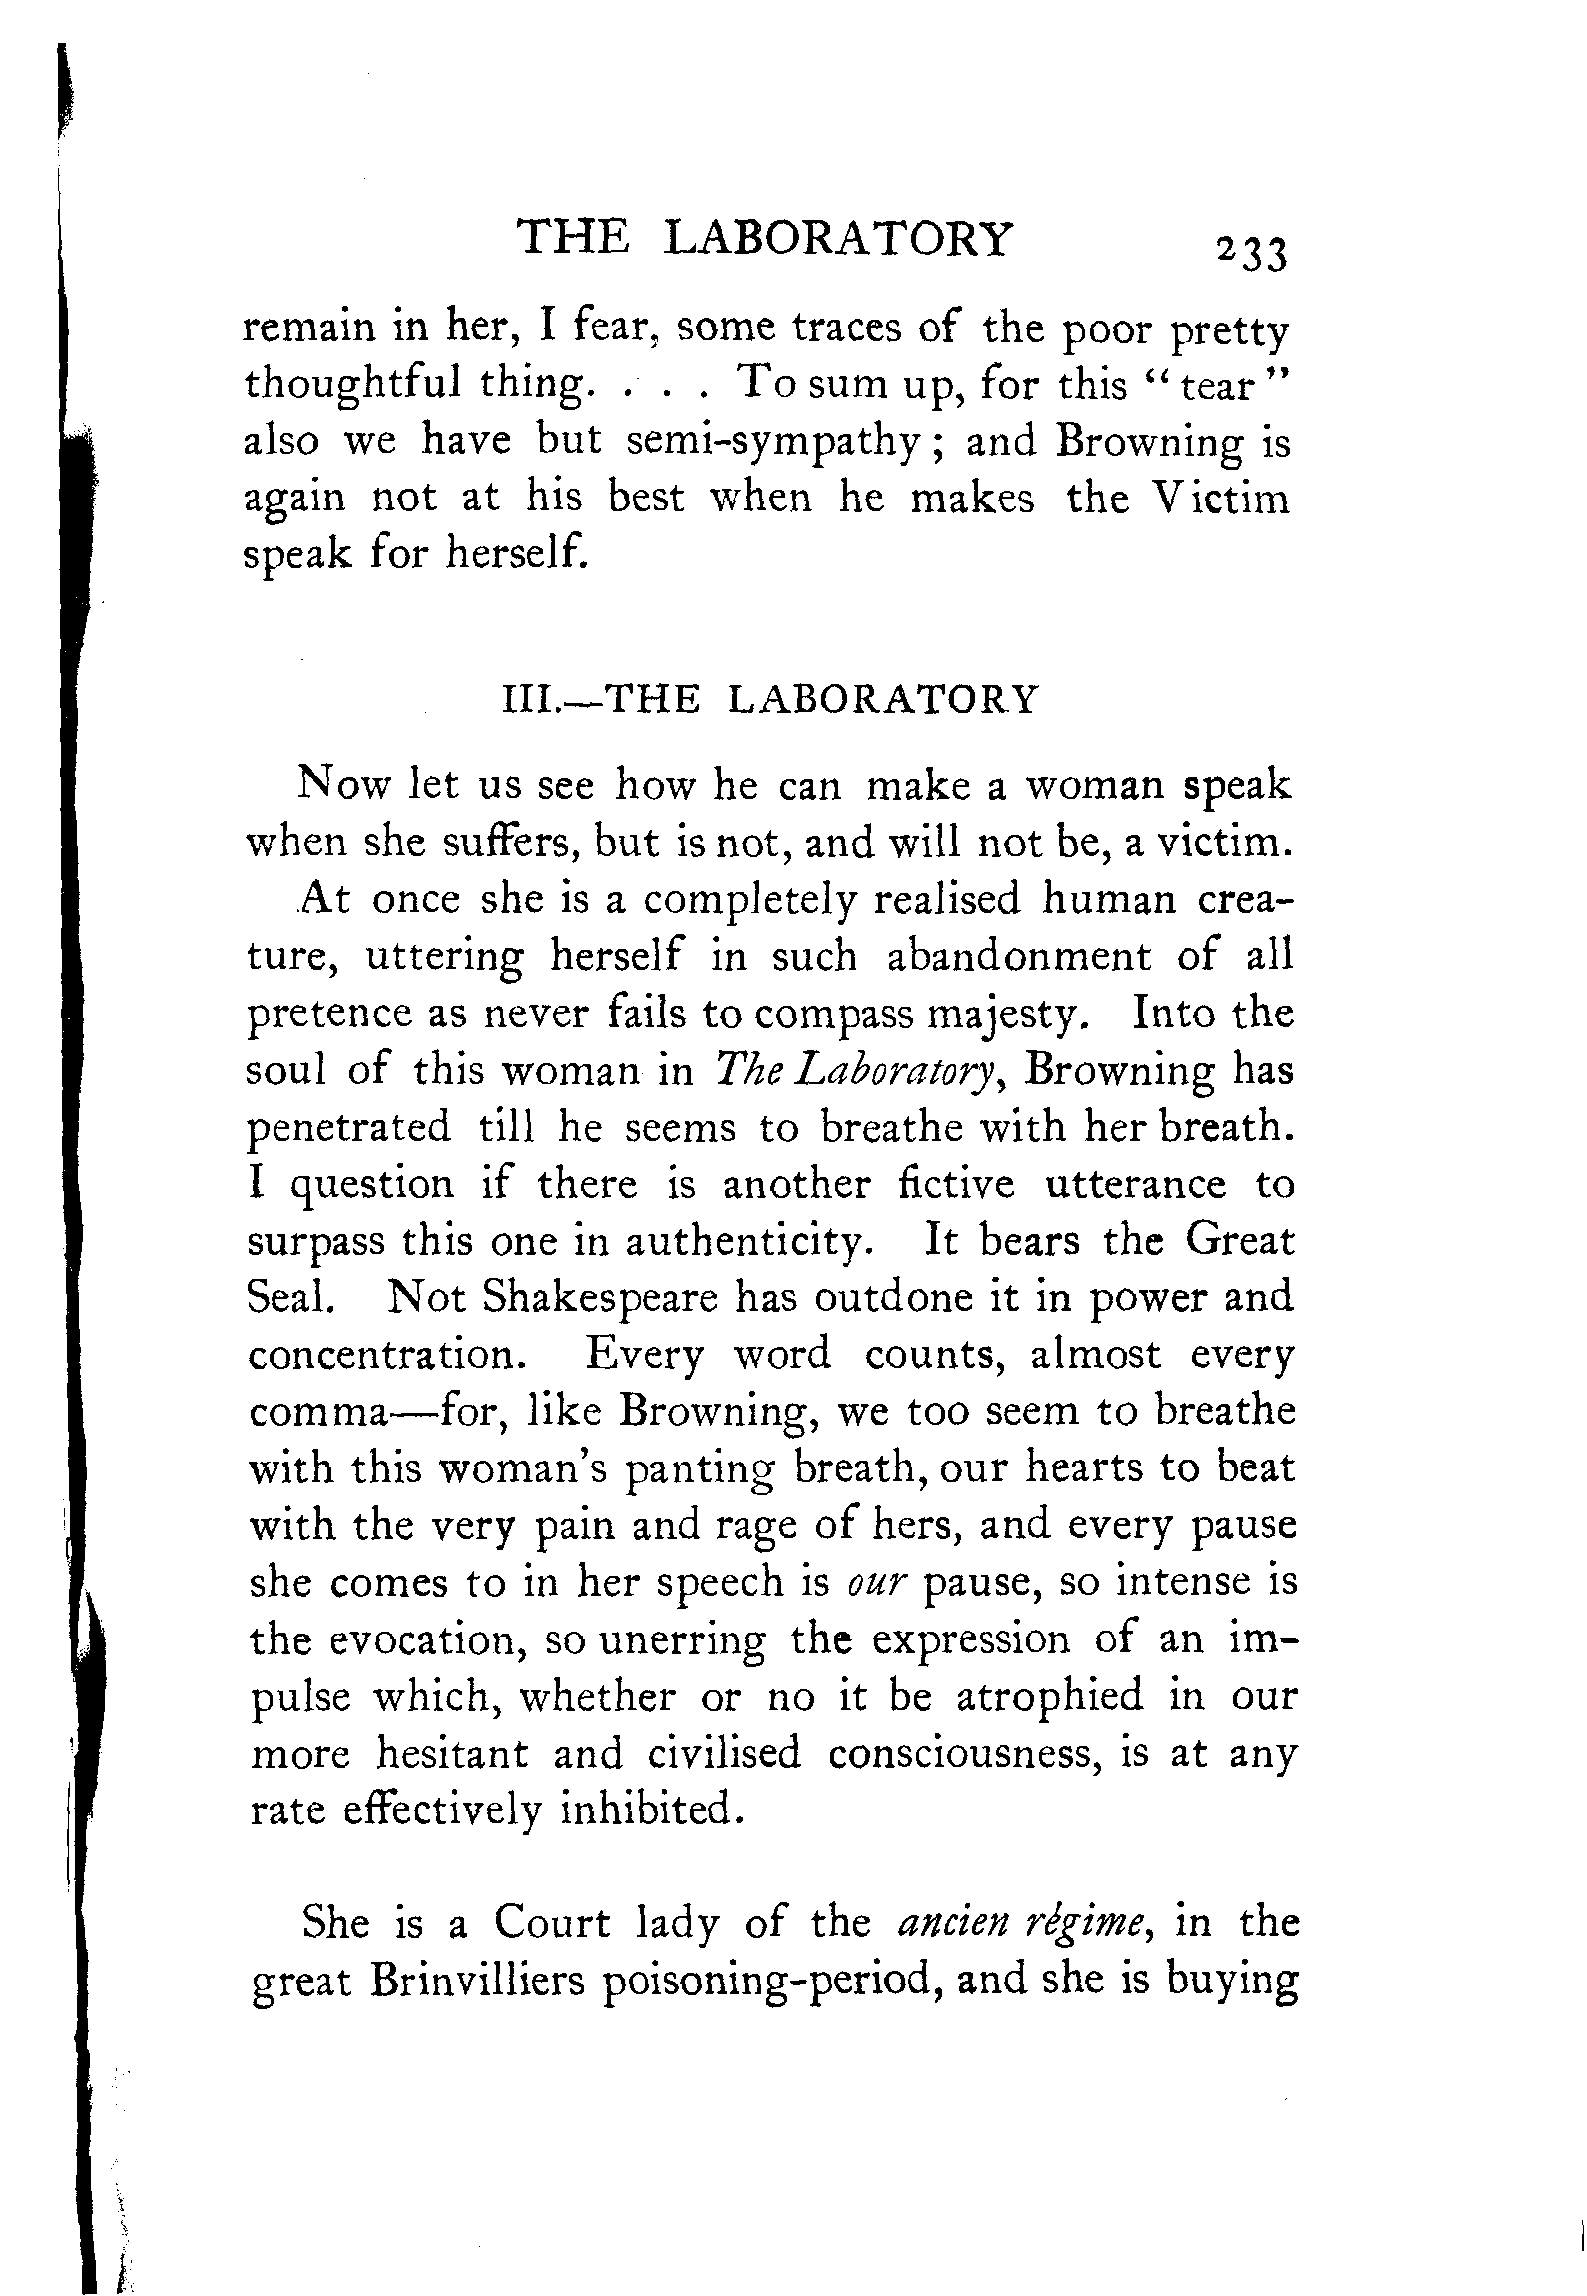 THE LABORATORY 233
remain in her, I fear, some traces of the poor pretty
thoughtful thing. . . . To sum up, for this “tear”
also we have but semi-sympathy; and Browning is
again not at his best when he makes the Victim
speak for herself.
III.—THE LABORATORY
Now let us see how he can make a woman speak
when she suffers, but is not, and will not be, a victim.
At once she is a completely realised human crea-
ture, uttering herself in such abandonment of all
pretence as never fails to compass majesty. Into the
soul of this woman in The Laboratory, Browning has
penetrated till he seems to breathe with her breath.
I question if there is another fictive utterance to
surpass this one in authenticity. It bears the Great
Seal. Not Shakespeare has outdone it in power and
concentration. Every word counts, almost every
comma—for, like Browning, we too seem to breathe
with this woman's panting breath, our hearts to beat
with the very pain and rage of hers, and every pause
she comes to in her speech is our pause, so intense is
the evocation, so unerring the expression of an im-
pulse which, whether or no it be atrophied in our
more hesitant and civilised consciousness, is at any
rate effectively inhibited.
She is a Court lady of the ancien régime, in the
great Brinvilliers poisoning-period, and she is buying